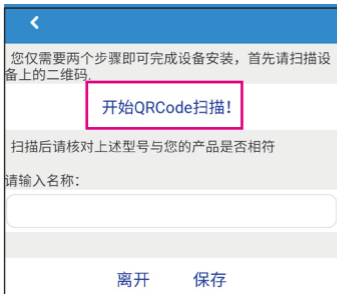 您仅需要两个步骤即可完成设备安装，首先请扫描设
备上的二维码.
开始QRCode扫描！
扫描后请核对上述型号与您的产品是否相符
请输入名称：
离开 保存